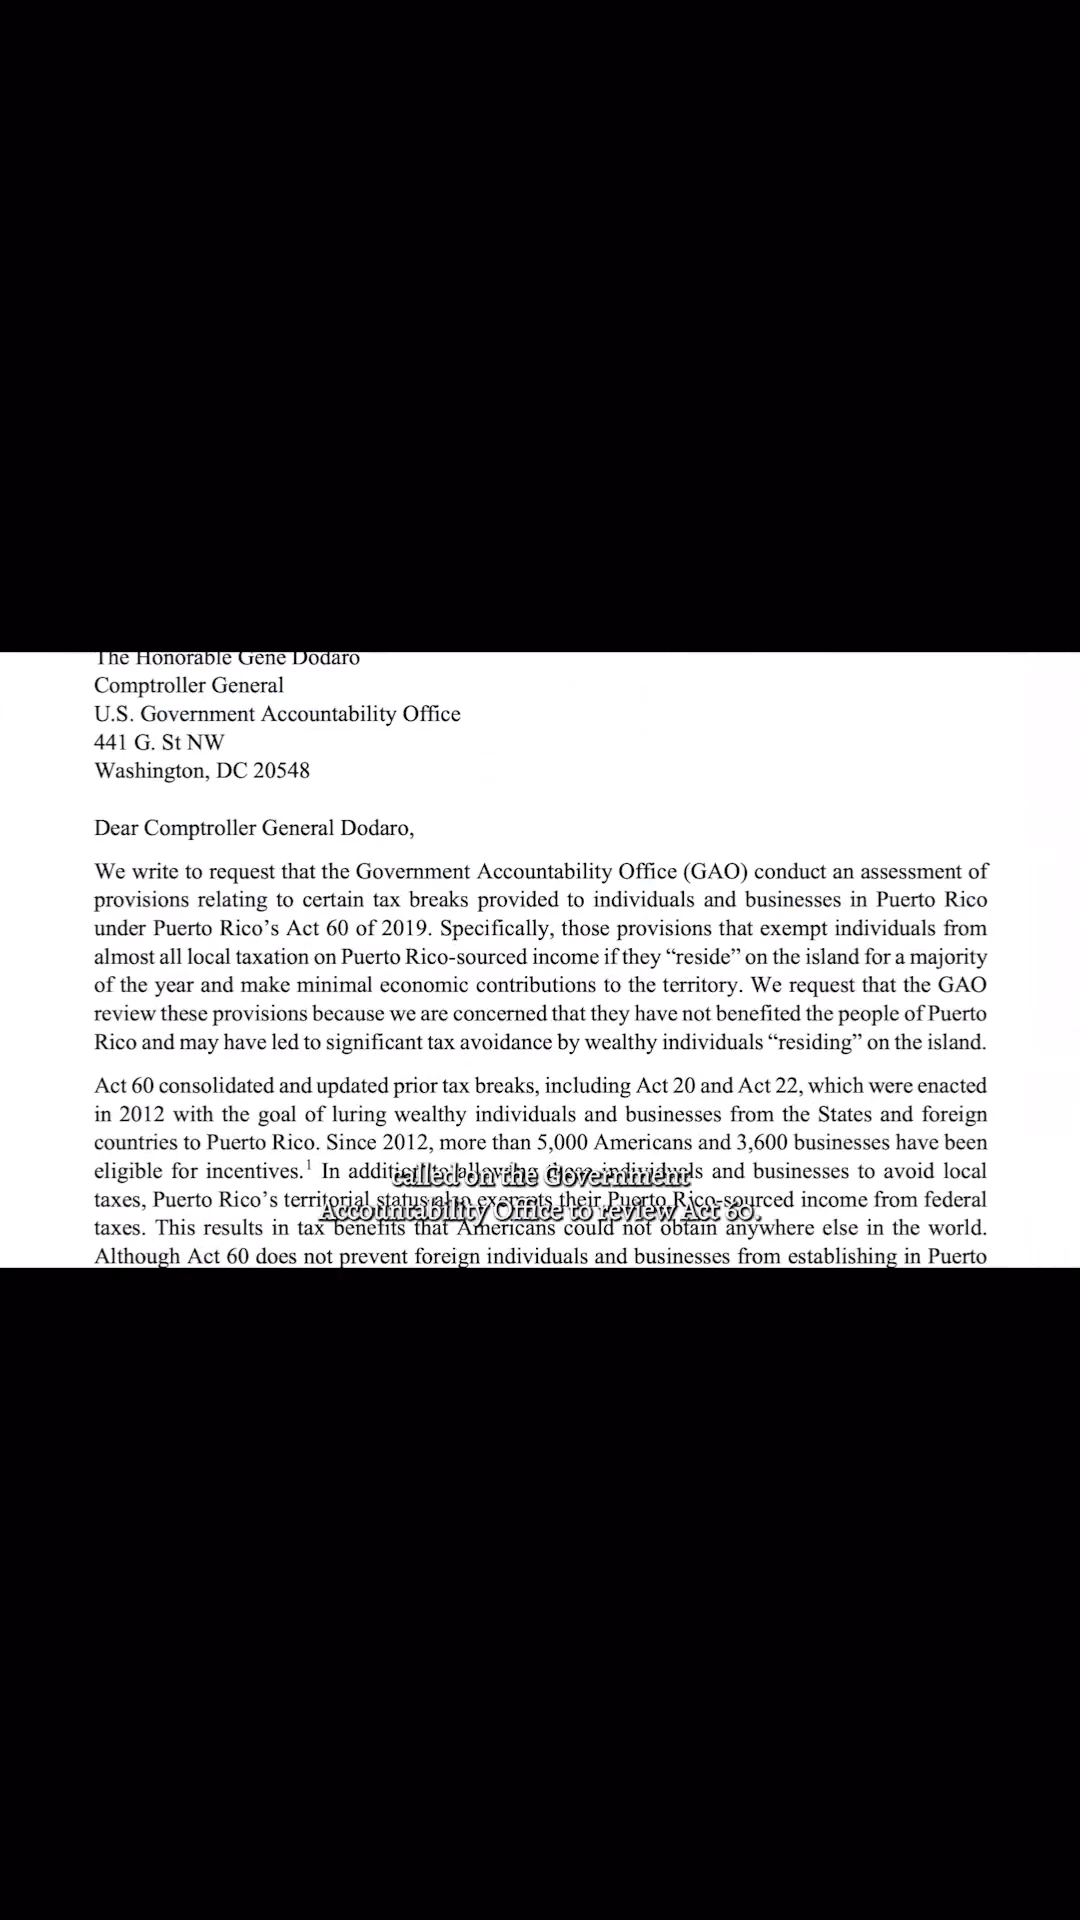 The Honorable Gene Dodaro
Comptroller General
U.S. Government Accountability Office
441 G. St NW
Washington, DC 20548
Dear Comptroller General Dodaro,
We write to request that the Government Accountability Office (GAO) conduct an assessment of
provisions relating to certain tax breaks provided to individuals and businesses in Puerto Rico
under Puerto Rico’s Act 60 of 2019. Specifically, those provisions that exempt individuals from
almost all local taxation on Puerto Rico-sourced income if they “reside” on the island for a majority
of the year and make minimal economic contributions to the territory. We request that the GAO
review these provisions because we are concerned that they have not benefited the people of Puerto
Rico and may have led to significant tax avoidance by wealthy individuals “residing” on the island.
Act 60 consolidated and updated prior tax breaks, including Act 20 and Act 22, which were enacted
in 2012 with the goal of luring wealthy individuals and businesses from the States and foreign
countries to Puerto Rico. Since 2012, more than 5,000 Americans and 3,600 businesses have been
eligible for incentives.1 In addition to allowing these individuals and businesses to avoid local
taxes, Puerto Rico’s territorial status also exempts their Puerto Rico-sourced income from federal
taxes. This results in tax benefits that Americans could not obtain anywhere else in the world.
Although Act 60 does not prevent foreign individuals and businesses from establishing in Puerto
called on the Government
Accountability Office to review Act 60.